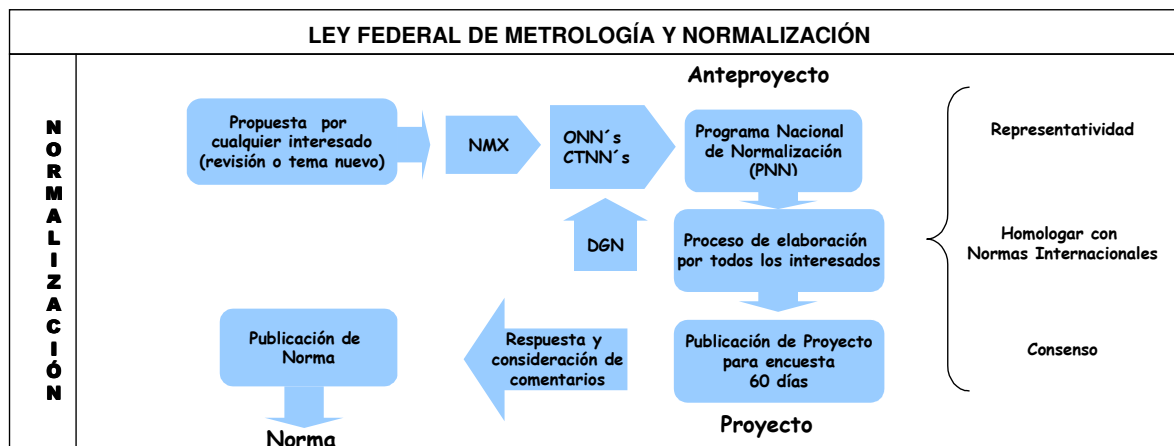 LEY FEDERAL DE METROLOGÍA Y NORMALIZACIÓN
NORMALIZACIÓN
Anteproyecto
Propuesta por
cualquier interesado
(revisión o tema nuevo)
NMX
ONN´s
CTNN´s
Programa Nacional
de Normalización
(PNN)
DGN
Proceso de elaboración
por todos los interesados
Publicación de
Norma
Respuesta y
consideración de
comentarios
Publicación de Proyecto
para encuesta
60 días
Norma
Proyecto
Representatividad
Homologar con
Normas Internacionales
Consenso